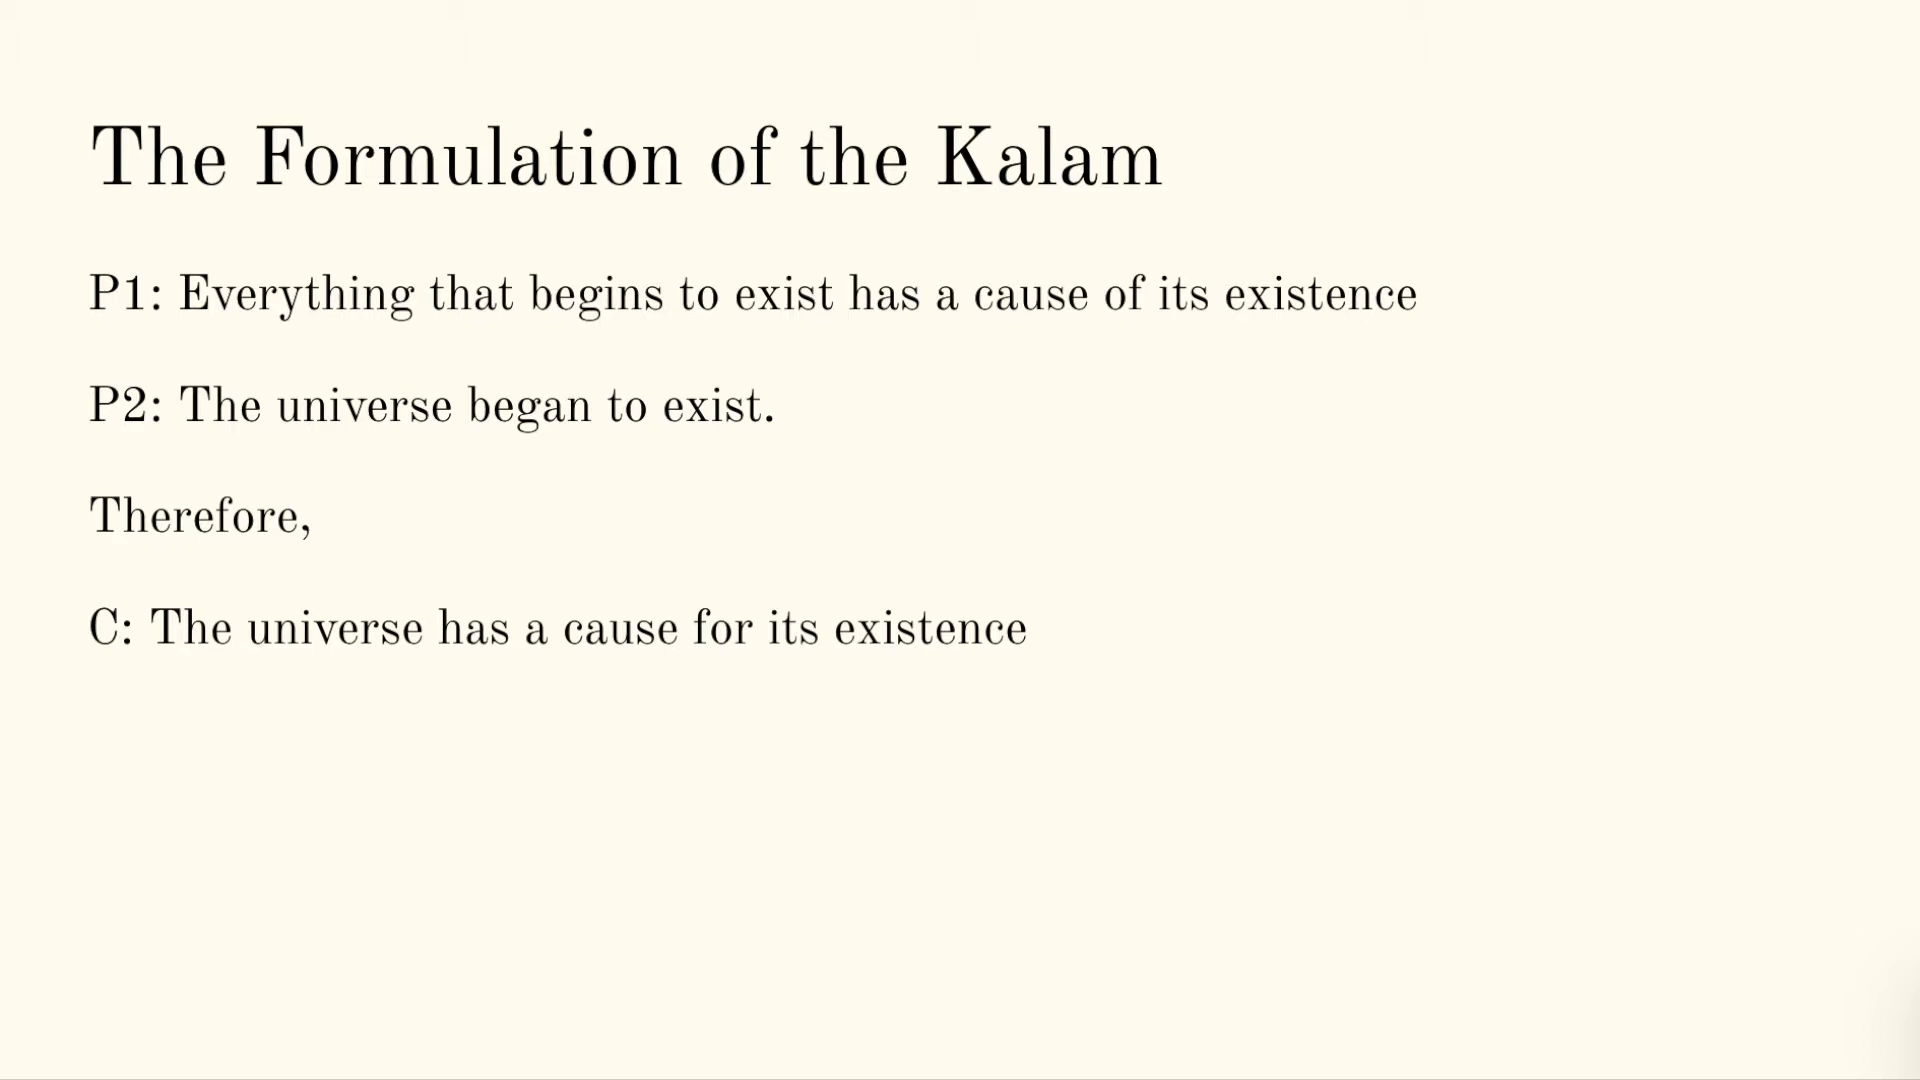 The Formulation of the Kalam
P1: Everything that begins to exist has a cause of its existence
P2: The universe began to exist.
Therefore,
C: The universe has a cause for its existence